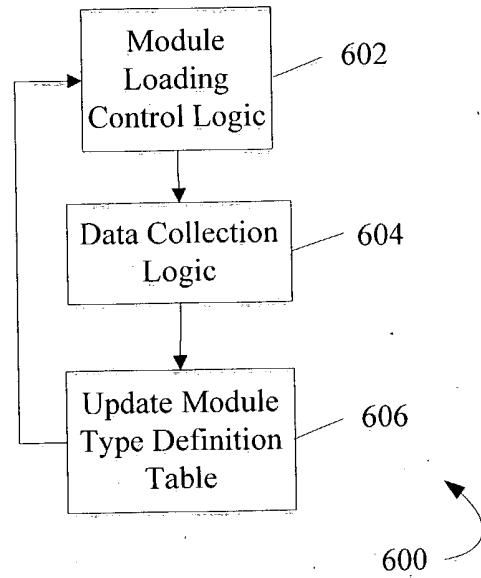 Module
Loading
Control Logic
602
Data Collection
Logic
604
Update Module
Type Definition
Table
606
600